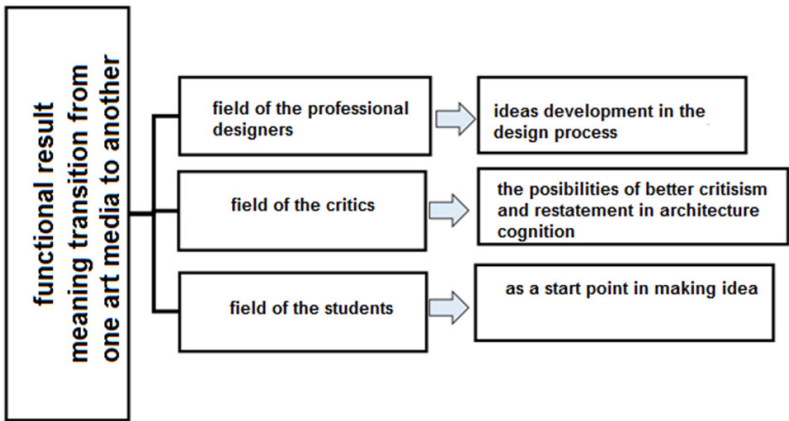 functional result
meaning transition from
one art media to another
field of the professional
designers
ideas development in the
design process
field of the critics
the posibilities of better critisism
and restatement in architecture
cognition
field of the students
as a start point in making idea